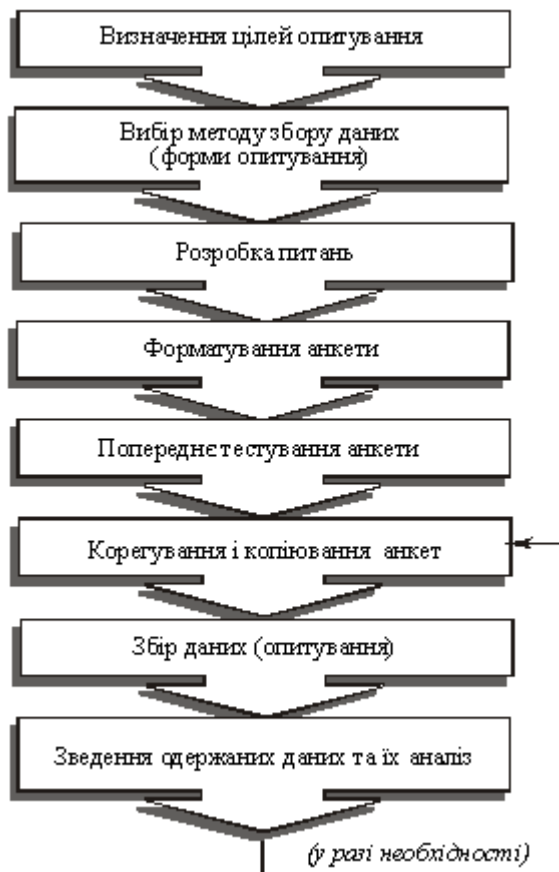 Визначення цілей опитування
Вибір методу збору даних
(форми опитування)
Розробка питань
Форматування анкети
Попереднє тестування анкети
Корегування і копіювання анкет
Збір даних (опитування)
Зведення одержаних даних та їх аналіз
(у разі необхідності)